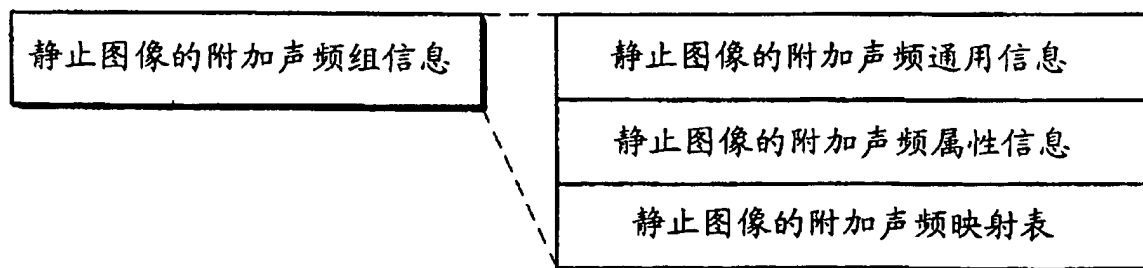 静止图像的附加声频组信息
静止图像的附加声频通用信息
静止图像的附加声频属性信息
静止图像的附加声频映射表